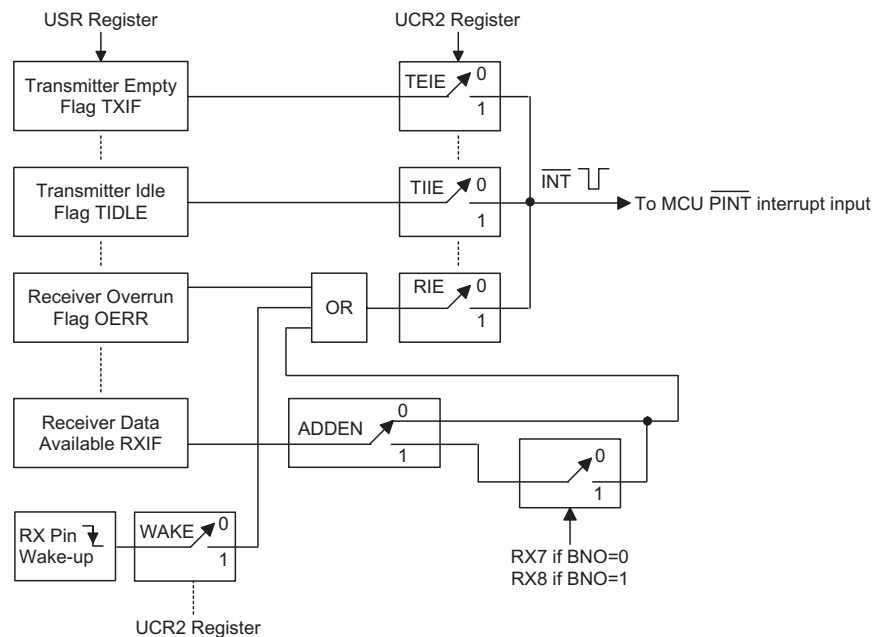 USR Register
UCR2 Register
Transmitter Empty
Flag TXIF
TEIE
0
1
Transmitter Idle
Flag TIDLE
TIIE
0
1
INT
To MCU PINT interrupt input
Receiver Overrun
Flag OERR
OR
RIE
0
1
Receiver Data
Available RXIF
ADDEN
0
1
0
1
RX Pin
Wake-up
WAKE
0
1
RX7 if BNO=0
RX8 if BNO=1
UCR2 Register